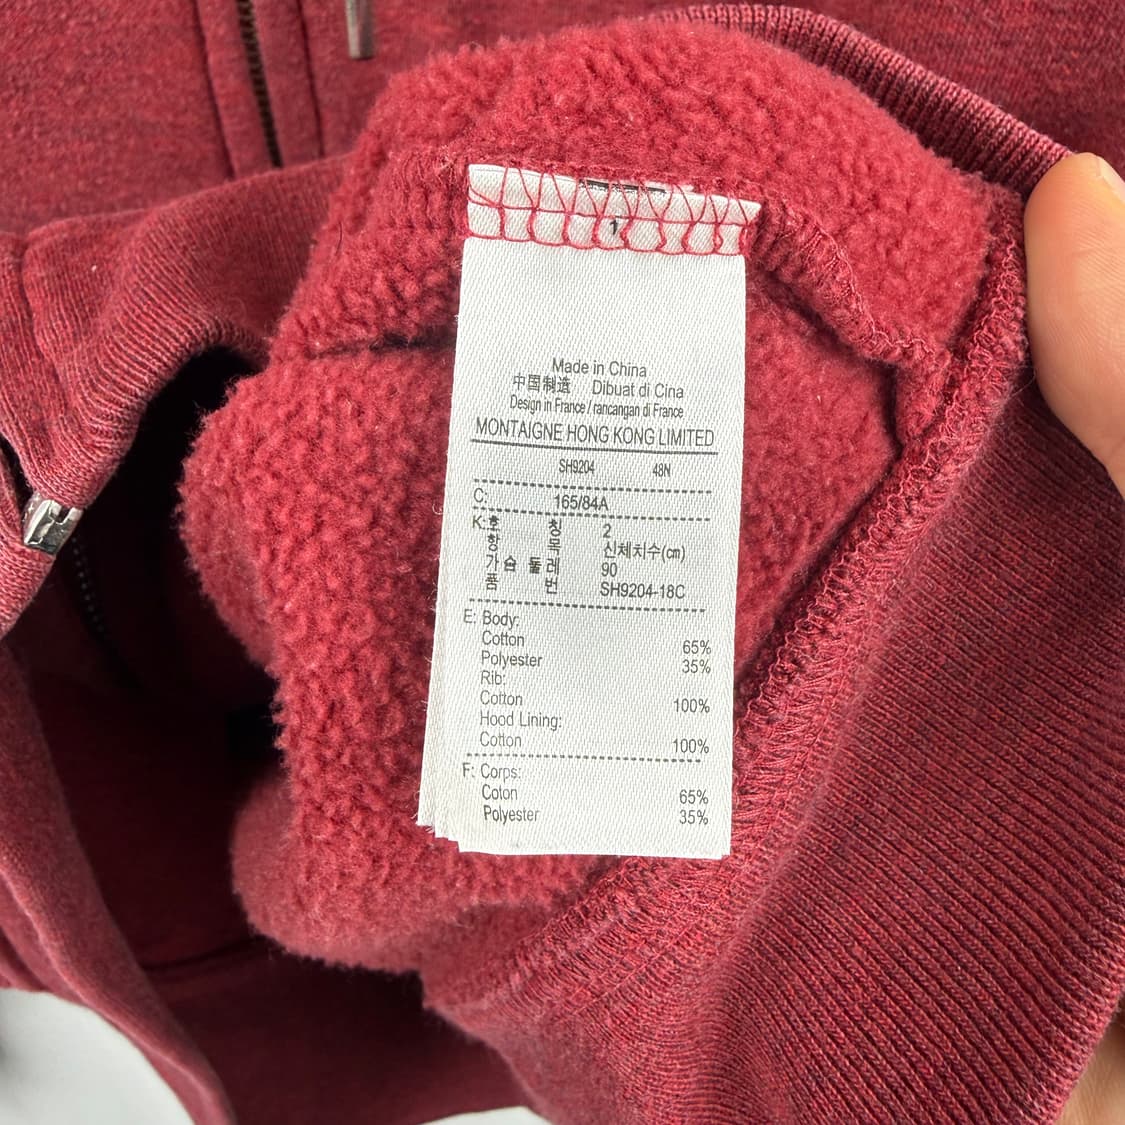 1
Made in China
中国制造 Dibuat di Cina
Design in France / rancangan di France
MONTAIGNE HONG KONG LIMITED
SH9204 48N
C: 165/84A
K:호 칭 2
항 목 신체치수(㎝)
가슴 둘레 90
품 번 SH9204-18C
E: Body:
Cotton 65%
Polyester 35%
Rib:
Cotton 100%
Hood Lining:
Cotton 100%
F: Corps:
Coton 65%
Polyester 35%